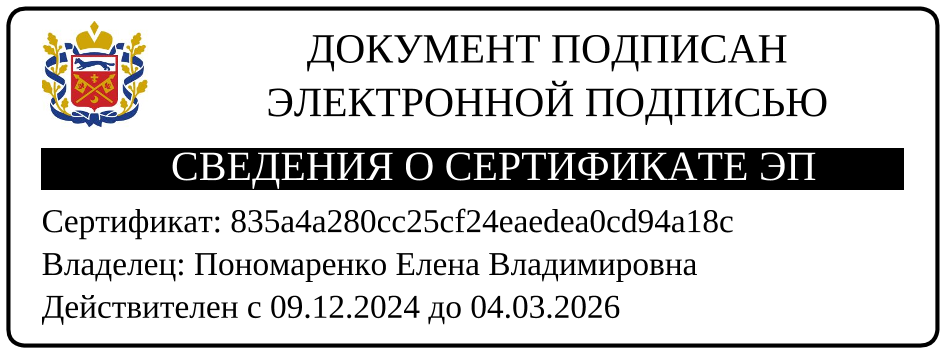 ДОКУМЕНТ ПОДПИСАН
ЭЛЕКТРОННОЙ ПОДПИСЬЮ
СВЕДЕНИЯ О СЕРТИФИКАТЕ ЭП
Сертификат: 835a4a280cc25cf24eaedea0cd94a18c
Владелец: Пономаренко Елена Владимировна
Действителен с 09.12.2024 до 04.03.2026